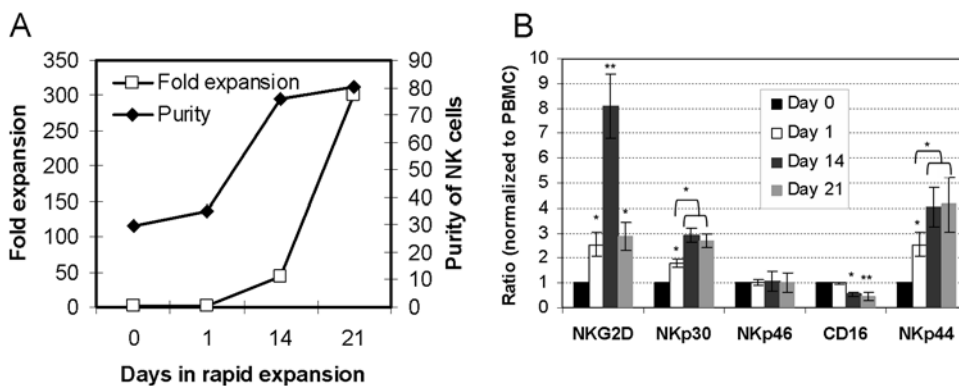 A
350
300
250
200
150
100
50
0
Fold expansion
Fold expansion
Purity
90
80
70
60
50
40
30
20
10
0
Purity of NK cells
0 1 14 21
Days in rapid expansion
B
10
9
8
7
6
5
4
3
2
1
0
Ratio (normalized to PBMC)
Day 0
Day 1
Day 14
Day 21
* ** *
* *
* **
* *
NKG2D NKp30 NKp46 CD16 NKp44